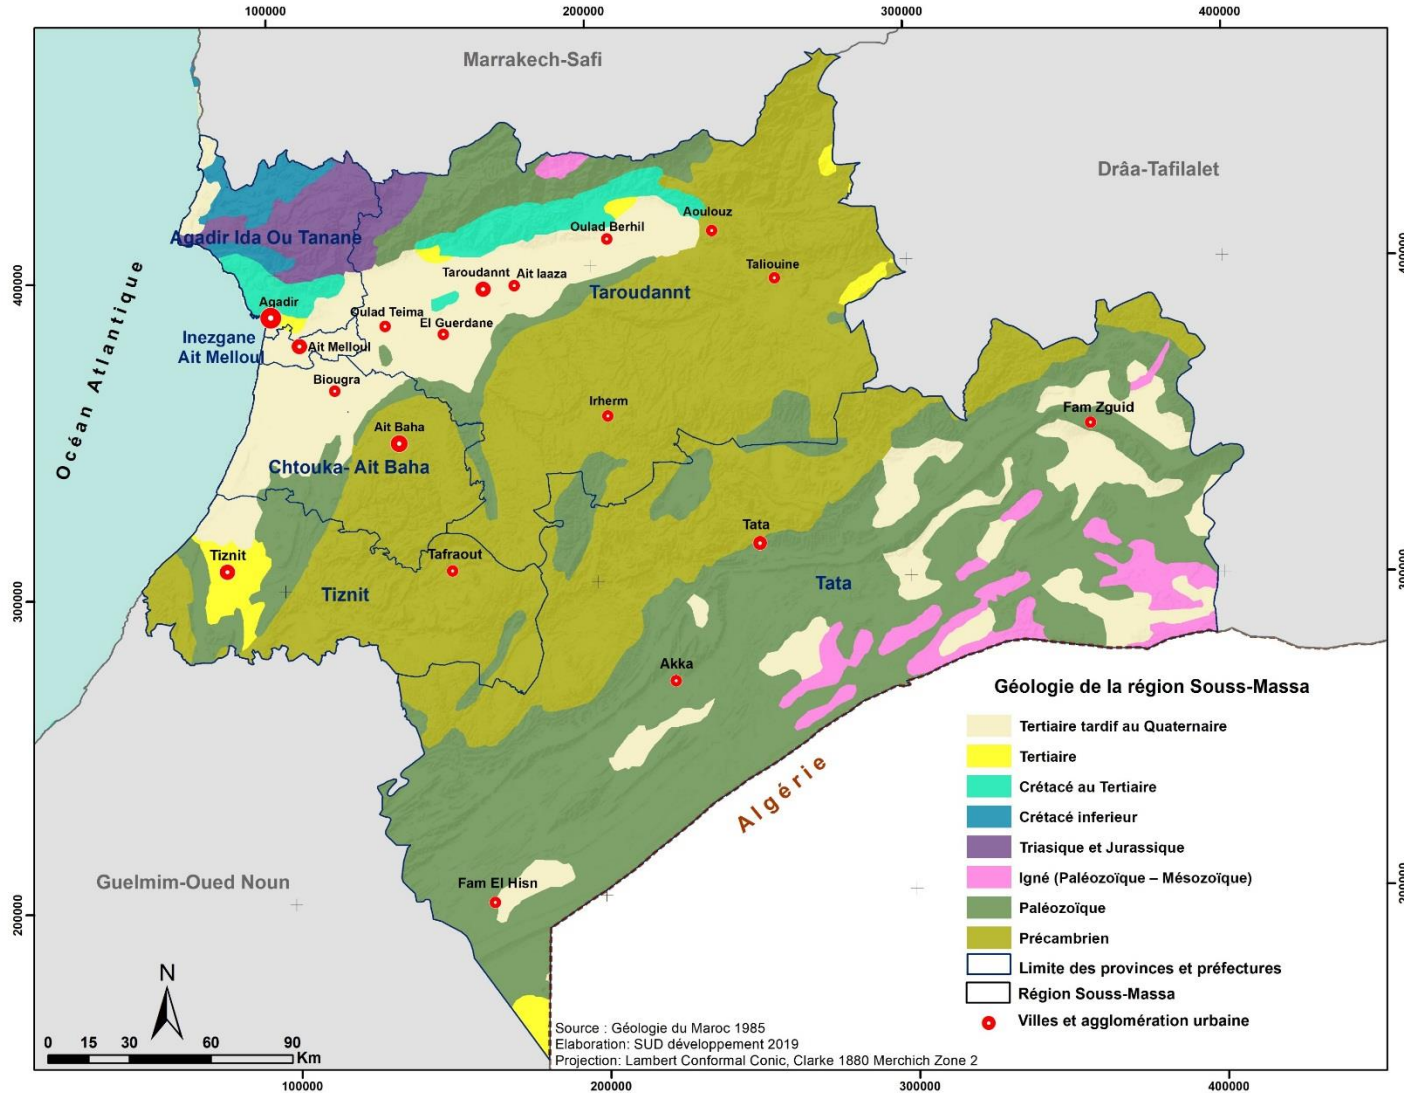 100000
200000
300000
400000
Marrakech-Safi
Drâa-Tafilalet
Agadir Ida Ou Tanane
Oulad Berhil
Aoulouz
400000
400000
Taroudannt
Ait Iaaza
Taliouine
Taroudannt
Agadir
Oulad Teima
El Guerdane
Inezgane
Ait Melloul
Ait Melloul
Océan Atlantique
Biougra
Irherm
Fam Zguid
Ait Baha
Chtouka- Ait Baha
Tata
Tiznit
Tafraout
Tiznit
Tata
300000
300000
Akka
Algérie
Guelmim-Oued Noun
Fam El Hisn
200000
200000
Géologie de la région Souss-Massa
Tertiaire tardif au Quaternaire
Tertiaire
Crétacé au Tertiaire
Crétacé inferieur
Triasique et Jurassique
Igné (Paléozoïque – Mésozoïque)
Paléozoïque
Précambrien
Limite des provinces et préfectures
Région Souss-Massa
Villes et agglomération urbaine
N
0 15 30 60 90
Km
Source : Géologie du Maroc 1985
Elaboration: SUD développement 2019
Projection: Lambert Conformal Conic, Clarke 1880 Merchich Zone 2
100000
200000
300000
400000